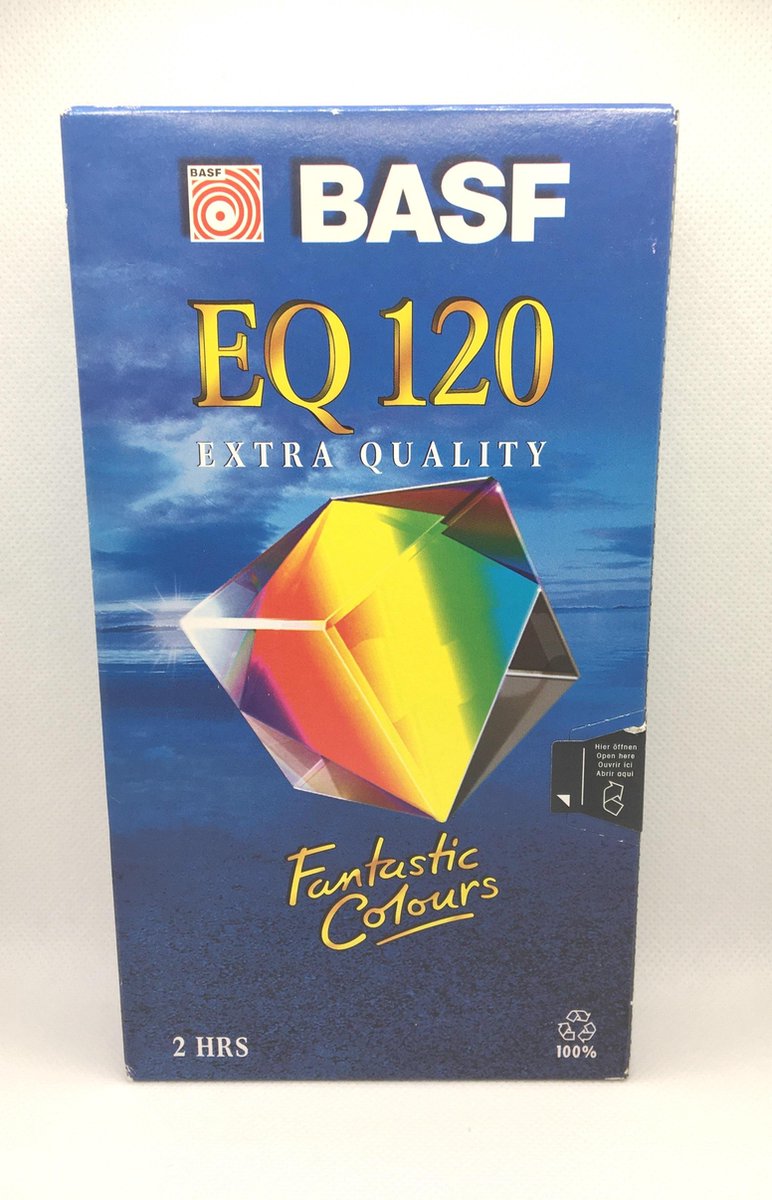 BASF
BASF
EQ 120
EXTRA QUALITY
Hier öffnen
Open here
Ouvrir ici
Abrir aqui
Fantastic
Colours
2 HRS
100%